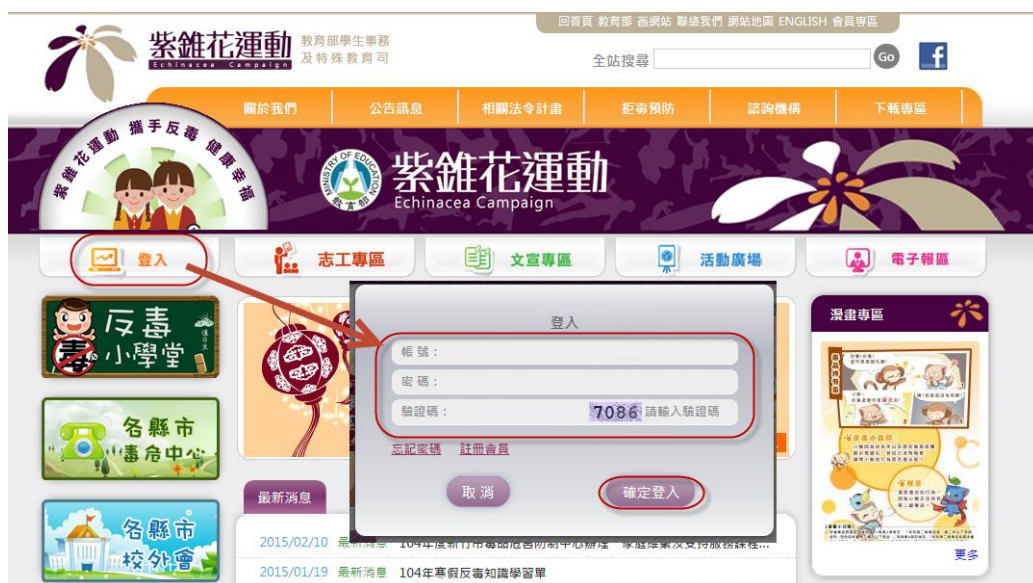 回首頁 教育部 舊網站 聯絡我們 網站地圖 ENGLISH 會員專區
紫錐花運動
Echinacea Campaign
教育部學生事務
及特殊教育司
全站搜尋
GO
f
關於我們 公告訊息 相關法令計畫 拒毒預防 諮詢機構 下載專區
紫錐花運動 攜手反毒 健康幸福
MINISTRY OF EDUCATION
教育部
紫錐花運動
Echinacea Campaign
登入 志工專區 文宣專區 活動廣場 電子報區
反毒
小學堂
值日生
毒
各縣市
毒危中心
各縣市
校外會
登入
帳號：
密碼：
驗證碼： 7086 請輸入驗證碼
忘記密碼 註冊會員
取消 確定登入
最新消息
2015/02/10 最新消息 104年度新竹市毒品危害防制中心辦理
2015/01/19 最新消息 104年寒假反毒知識學習單
漫畫專區
更多